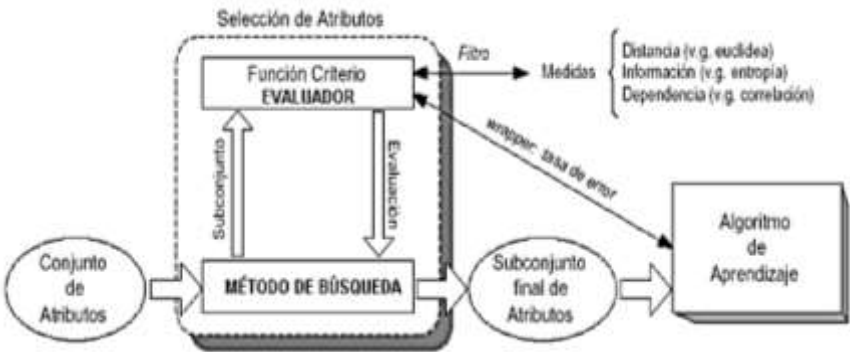 Selección de Atributos
Función Criterio
EVALUADOR
Filtro
Medidas
Distancia (v.g. euclídea)
Información (v.g. entropía)
Dependencia (v.g. correlación)
Subconjunto
Evaluación
wrapper: tasa de error
Conjunto
de
Atributos
MÉTODO DE BÚSQUEDA
Subconjunto
final de
Atributos
Algoritmo
de
Aprendizaje